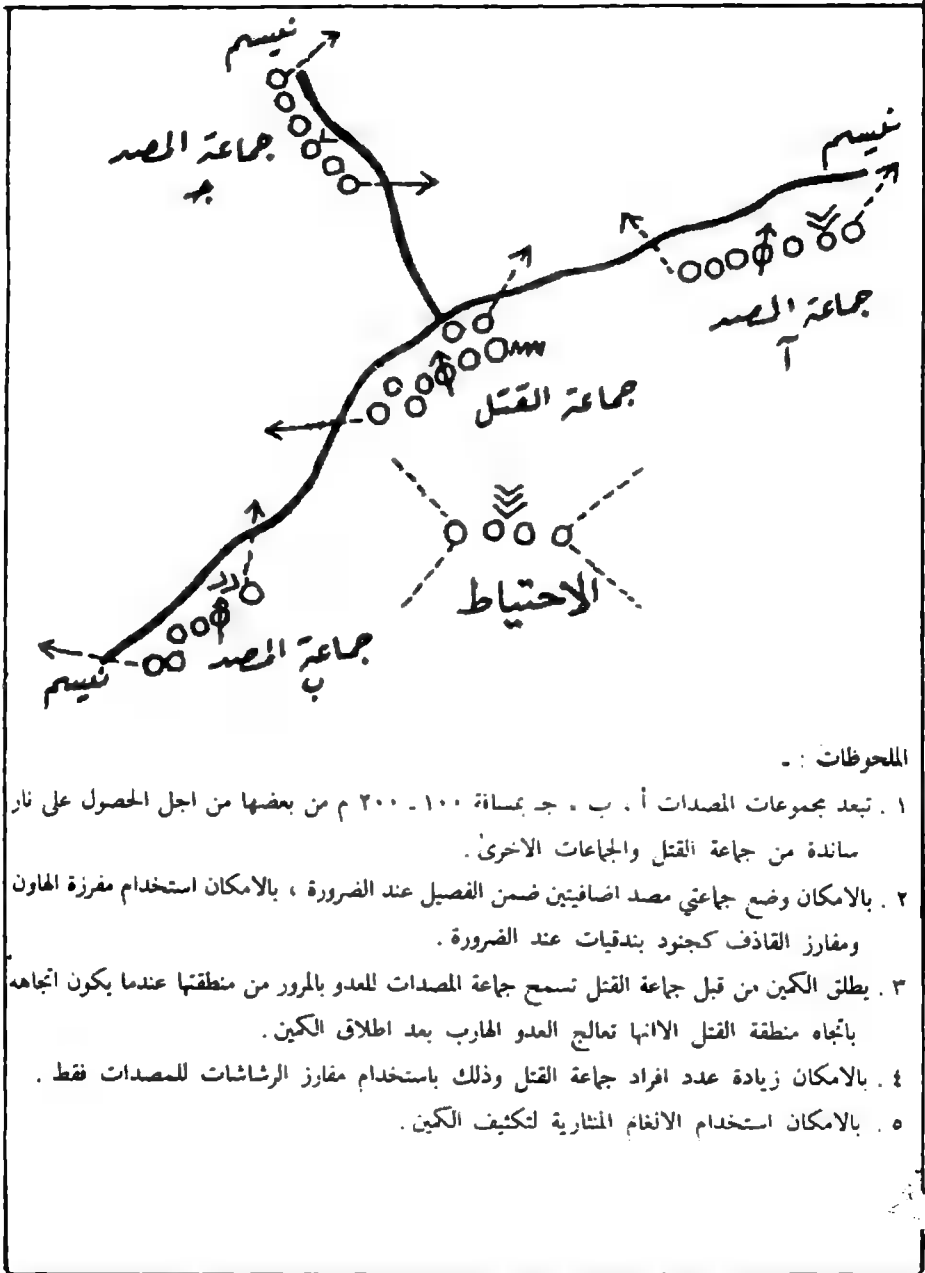 نيسم
نيسم
جماعة المصد
جـ
جماعة المصد
آ
جماعة القتل
الاحتياط
جماعة المصد
ب
نيسم
الملحوظات : -
١ . تبعد مجموعات المصدات أ . ب . جـ بمسافة ١٠٠ - ٢٠٠ م من بعضها من اجل الحصول على نار
ساندة من جماعة القتل والجماعات الاخرى .
٢ . بالامكان وضع جماعتي مصد اضافيتين ضمن الفصيل عند الضرورة ، بالامكان استخدام مفرزة الهاون
ومفارز القاذف كجنود بندقيات عند الضرورة .
٣ . يطلق الكمين من قبل جماعة القتل تسمح جماعة المصدات للعدو بالمرور من منطقتها عندما يكون اتجاهه
باتجاه منطقة القتل الاانها تعالج العدو الهارب بعد اطلاق الكمين .
٤ . بالامكان زيادة عدد افراد جماعة القتل وذلك باستخدام مفارز الرشاشات للمصدات فقط .
٥ . بالامكان استخدام الالغام المنثارية لتكثيف الكمين .